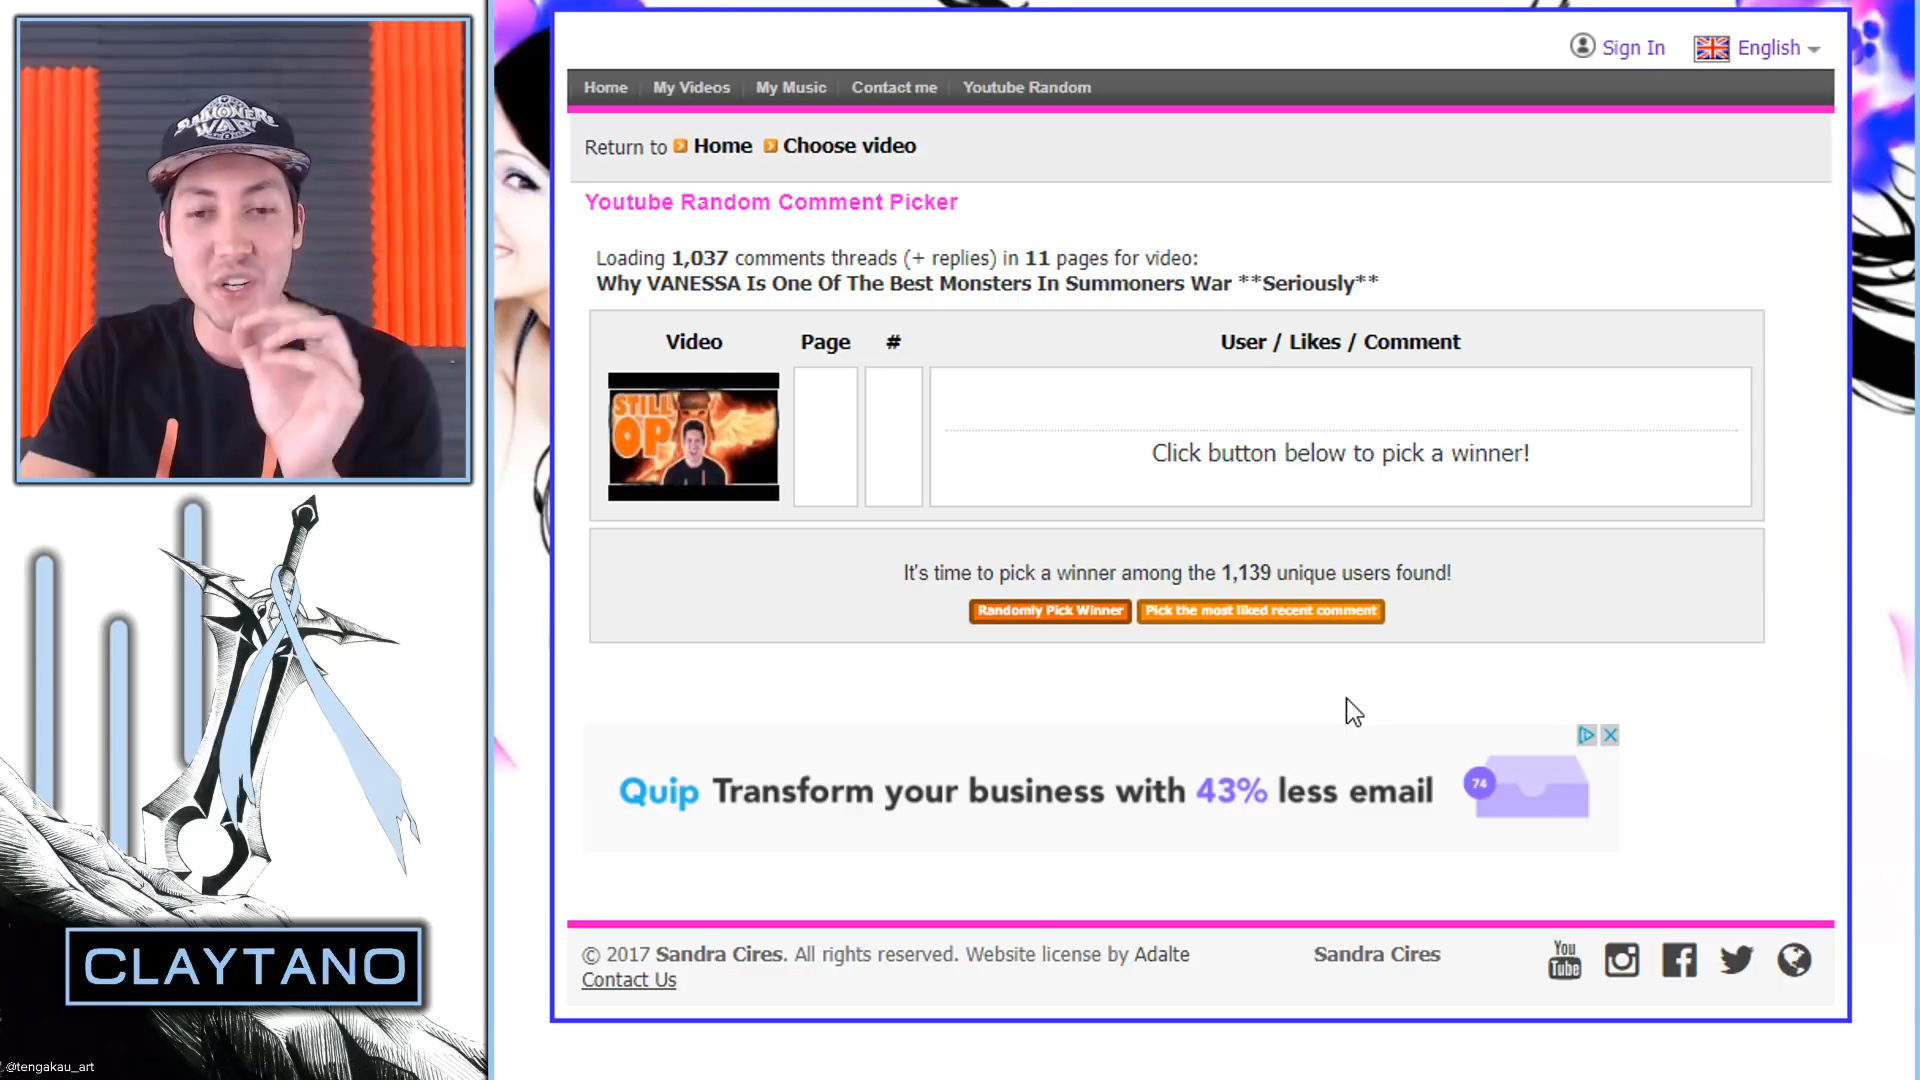 SUMMONERS
WAR
Sign In
English
Home
My Videos
My Music
Contact me
Youtube Random
Return to Home Choose video
Youtube Random Comment Picker
Loading 1,037 comments threads (+ replies) in 11 pages for video:
Why VANESSA Is One Of The Best Monsters In Summoners War **Seriously**
Video
Page
#
User / Likes / Comment
STILL
OP
Click button below to pick a winner!
It's time to pick a winner among the 1,139 unique users found!
Randomly Pick Winner
Pick the most liked recent comment
Quip Transform your business with 43% less email
74
© 2017 Sandra Cires. All rights reserved. Website license by Adalte
Contact Us
Sandra Cires
You
Tube
CLAYTANO
@tengakau_art